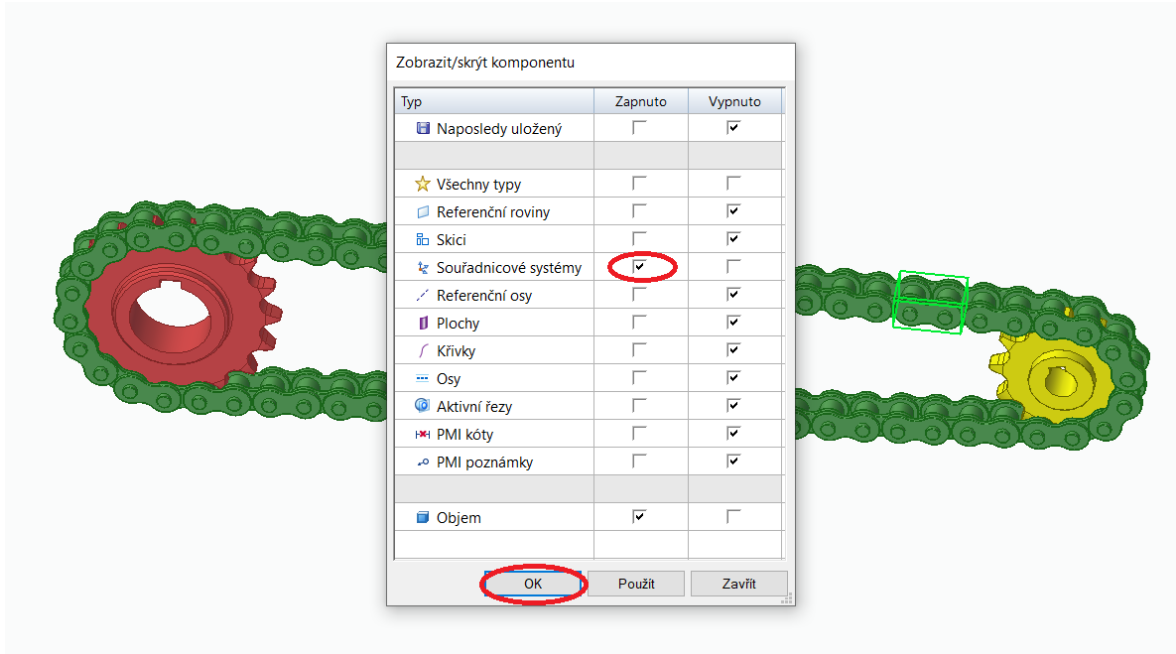 Zobrazit/skrýt komponentu
Typ Zapnuto Vypnuto
Naposledy uložený
Všechny typy
Referenční roviny
Skici
Souřadnicové systémy
Referenční osy
Plochy
Křivky
Osy
Aktivní řezy
PMI kóty
PMI poznámky
Objem
OK Použít Zavřít